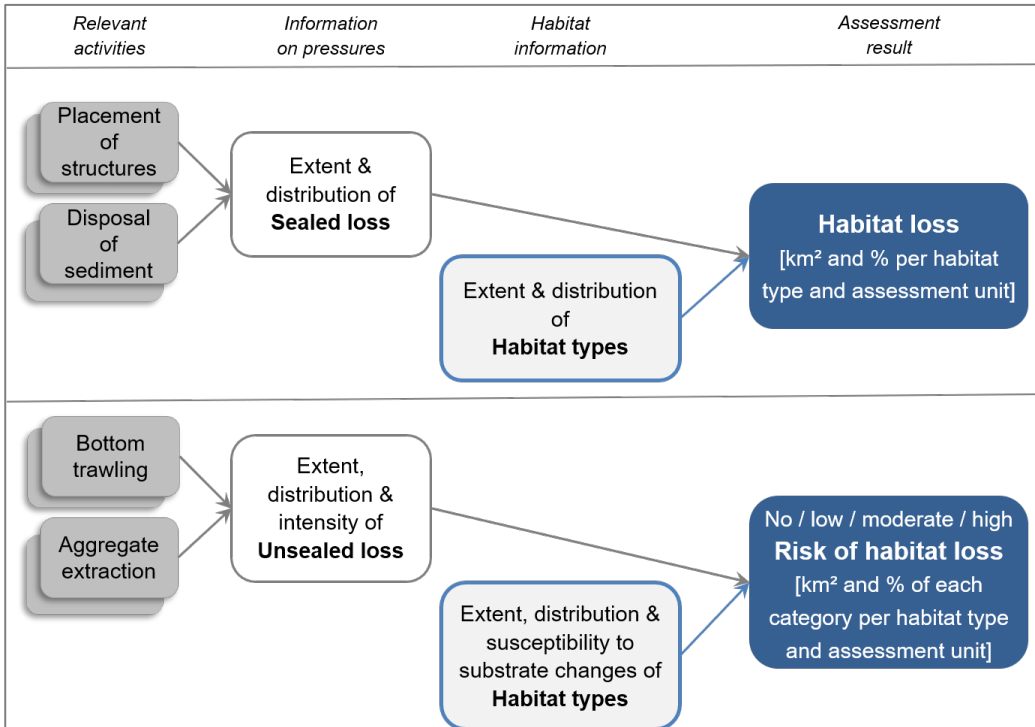 Relevant
activities
Information
on pressures
Habitat
information
Assessment
result
Placement
of
structures
Disposal
of
sediment
Extent &
distribution of
Sealed loss
Extent & distribution
of
Habitat types
Habitat loss
[km² and % per habitat
type and assessment unit]
Bottom
trawling
Aggregate
extraction
Extent,
distribution &
intensity of
Unsealed loss
Extent, distribution &
susceptibility to
substrate changes of
Habitat types
No / low / moderate / high
Risk of habitat loss
[km² and % of each
category per habitat type
and assessment unit]